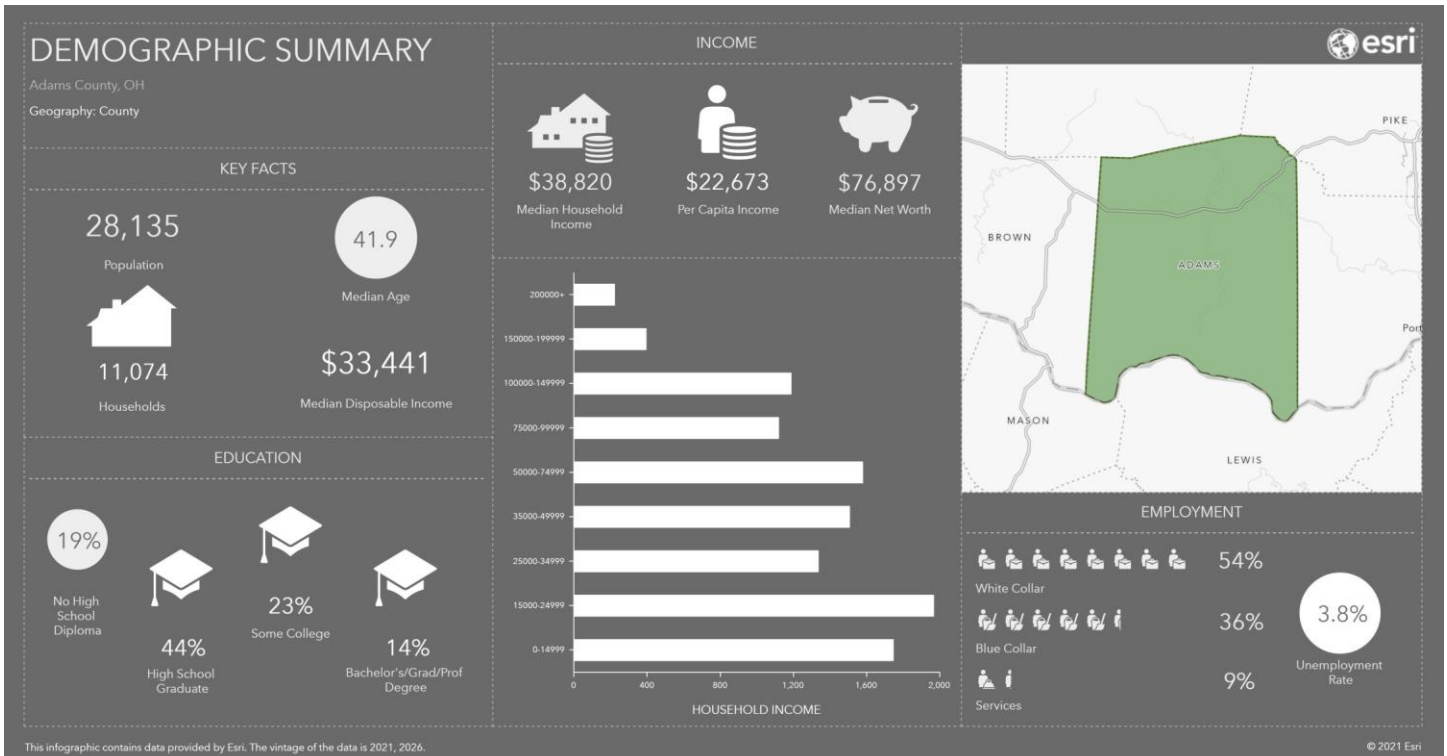 DEMOGRAPHIC SUMMARY
Adams County, OH
Geography: County
KEY FACTS
28,135
Population
41.9
Median Age
11,074
Households
$33,441
Median Disposable Income
EDUCATION
19%
No High
School
Diploma
44%
High School
Graduate
23%
Some College
14%
Bachelor's/Grad/Prof
Degree
INCOME
$38,820
Median Household
Income
$22,673
Per Capita Income
$76,897
Median Net Worth
200000+
150000-199999
100000-149999
75000-99999
50000-74999
35000-49999
25000-34999
15000-24999
0-14999
0 400 800 1,200 1,600 2,000
HOUSEHOLD INCOME
esri
PIKE
BROWN
ADAMS
Port
MASON
LEWIS
EMPLOYMENT
54%
White Collar
36%
Blue Collar
9%
Services
3.8%
Unemployment
Rate
This infographic contains data provided by Esri. The vintage of the data is 2021, 2026.
© 2021 Esri